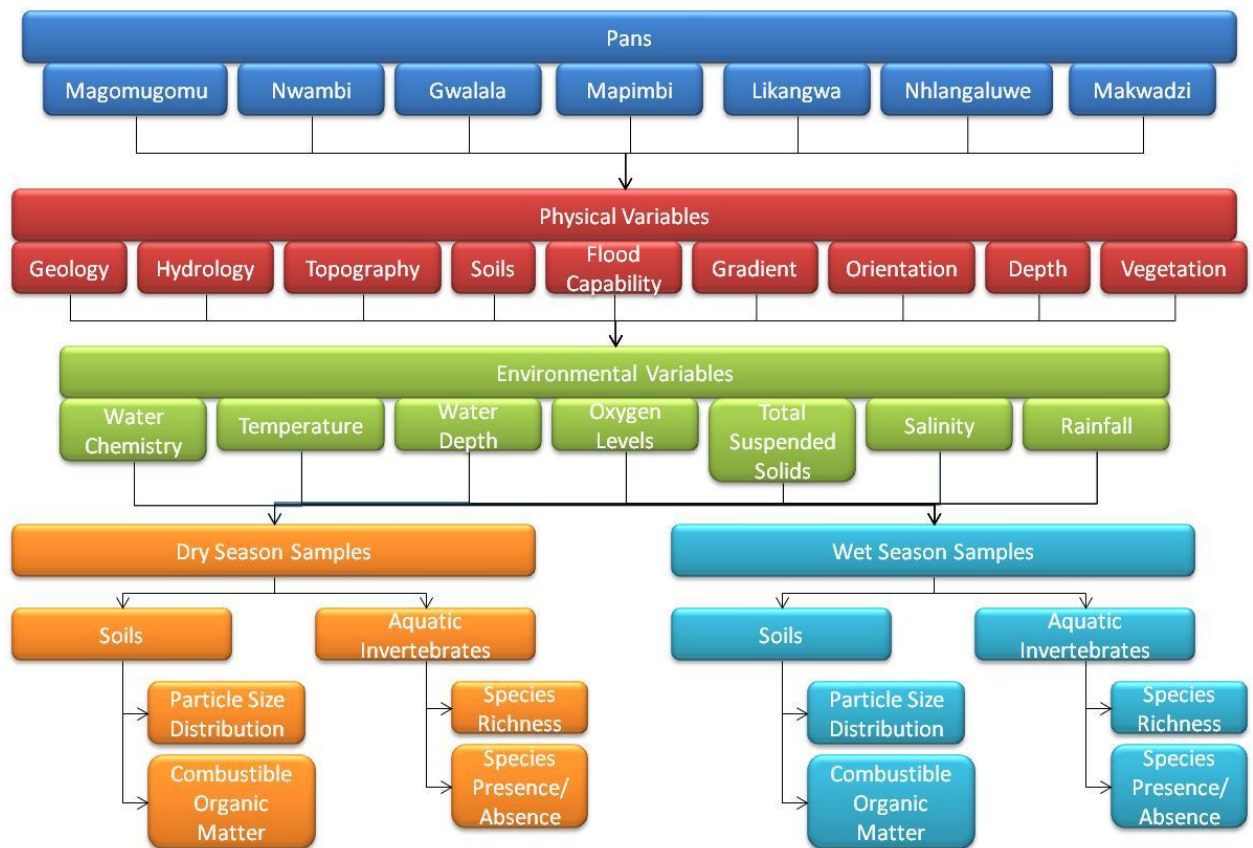 Pans
Magomugomu
Nwambi
Gwalala
Mapimbi
Likangwa
Nhlangaluwe
Makwadzi
Physical Variables
Geology
Hydrology
Topography
Soils
Flood
Capability
Gradient
Orientation
Depth
Vegetation
Environmental Variables
Water
Chemistry
Temperature
Water
Depth
Oxygen
Levels
Total
Suspended
Solids
Salinity
Rainfall
Dry Season Samples
Soils
Particle Size
Distribution
Combustible
Organic
Matter
Aquatic
Invertebrates
Species
Richness
Species
Presence/
Absence
Wet Season Samples
Soils
Particle Size
Distribution
Combustible
Organic
Matter
Aquatic
Invertebrates
Species
Richness
Species
Presence/
Absence